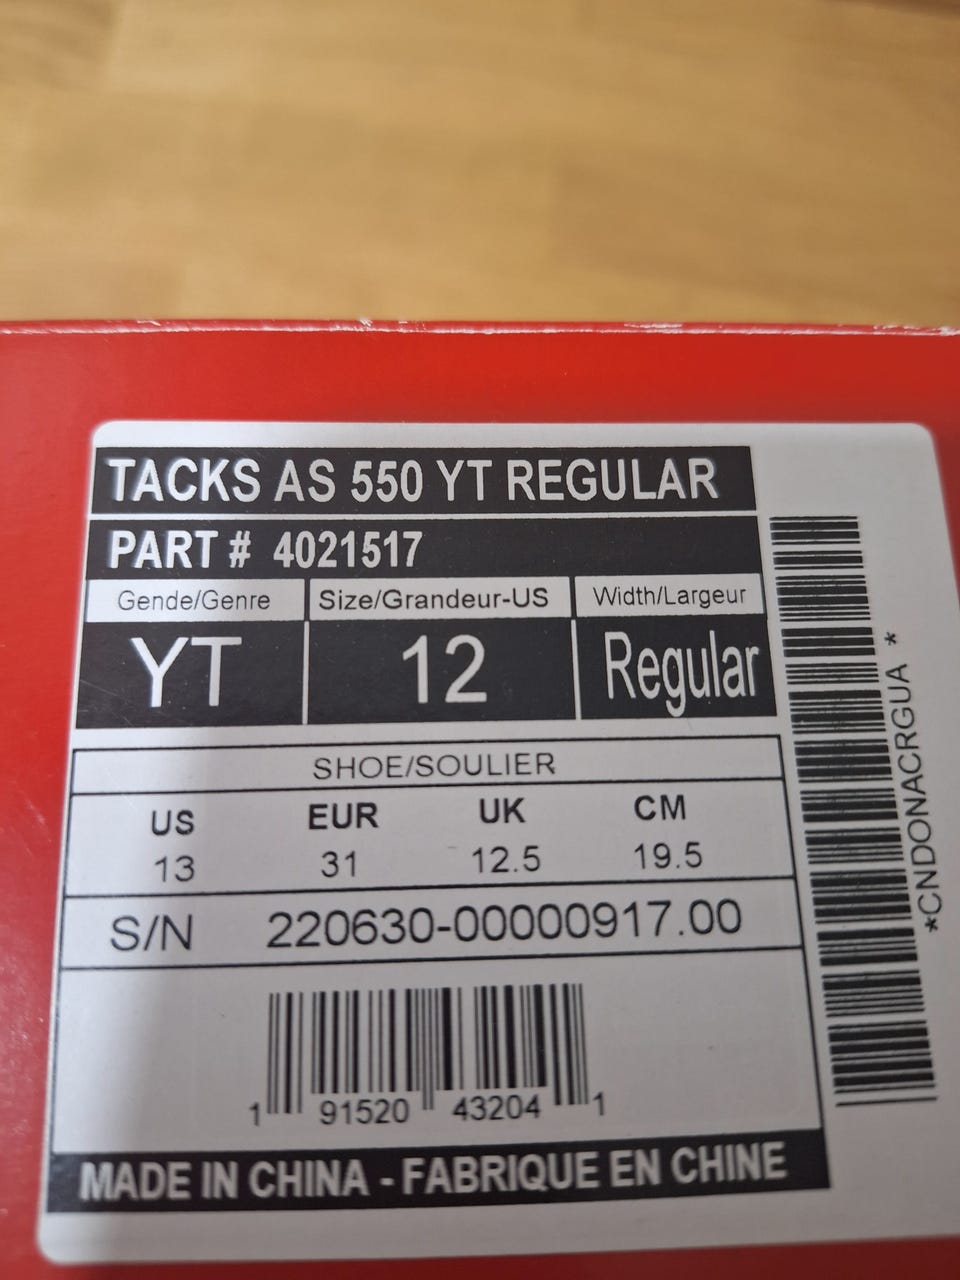 TACKS AS 550 YT REGULAR
PART # 4021517
Gende/Genre Size/Grandeur-US Width/Largeur
YT 12 Regular
SHOE/SOULIER
US EUR UK CM
13 31 12.5 19.5
S/N 220630-00000917.00
1 91520 43204 1
MADE IN CHINA - FABRIQUE EN CHINE
*CNDONACRGUA *